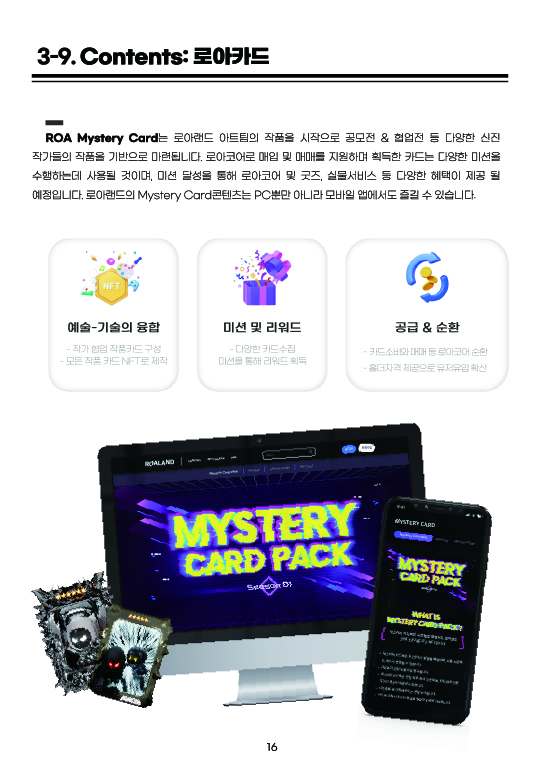 3-9. Contents: 로아카드
ROA Mystery Card는 로아랜드 아트팀의 작품을 시작으로 공모전 & 협업전 등 다양한 신진
작가들의 작품을 기반으로 마련됩니다. 로아코어로 매입 및 매매를 지원하며 획득한 카드는 다양한 미션을
수행하는데 사용될 것이며, 미션 달성을 통해 로아코어 및 굿즈, 실물서비스 등 다양한 혜택이 제공 될
예정입니다. 로아랜드의 Mystery Card콘텐츠는 PC뿐만 아니라 모바일 앱에서도 즐길 수 있습니다.
NFT
예술-기술의 융합
- 작가 협업 작품카드 구성
- 모든 작품 카드 NFT로 제작
미션 및 리워드
- 다양한 카드수집
미션을 통해 리워드 획득
공급 & 순환
- 카드소비와 매매 등 로아코어 순환
- 홀더자격 제공으로 유저유입 확산
ROALAND
MYSTERY
CARD PACK
Season 01
MYSTERY CARD
MYSTERY
CARD PACK
WHAT IS
MYSTERY CARD PACK?
16